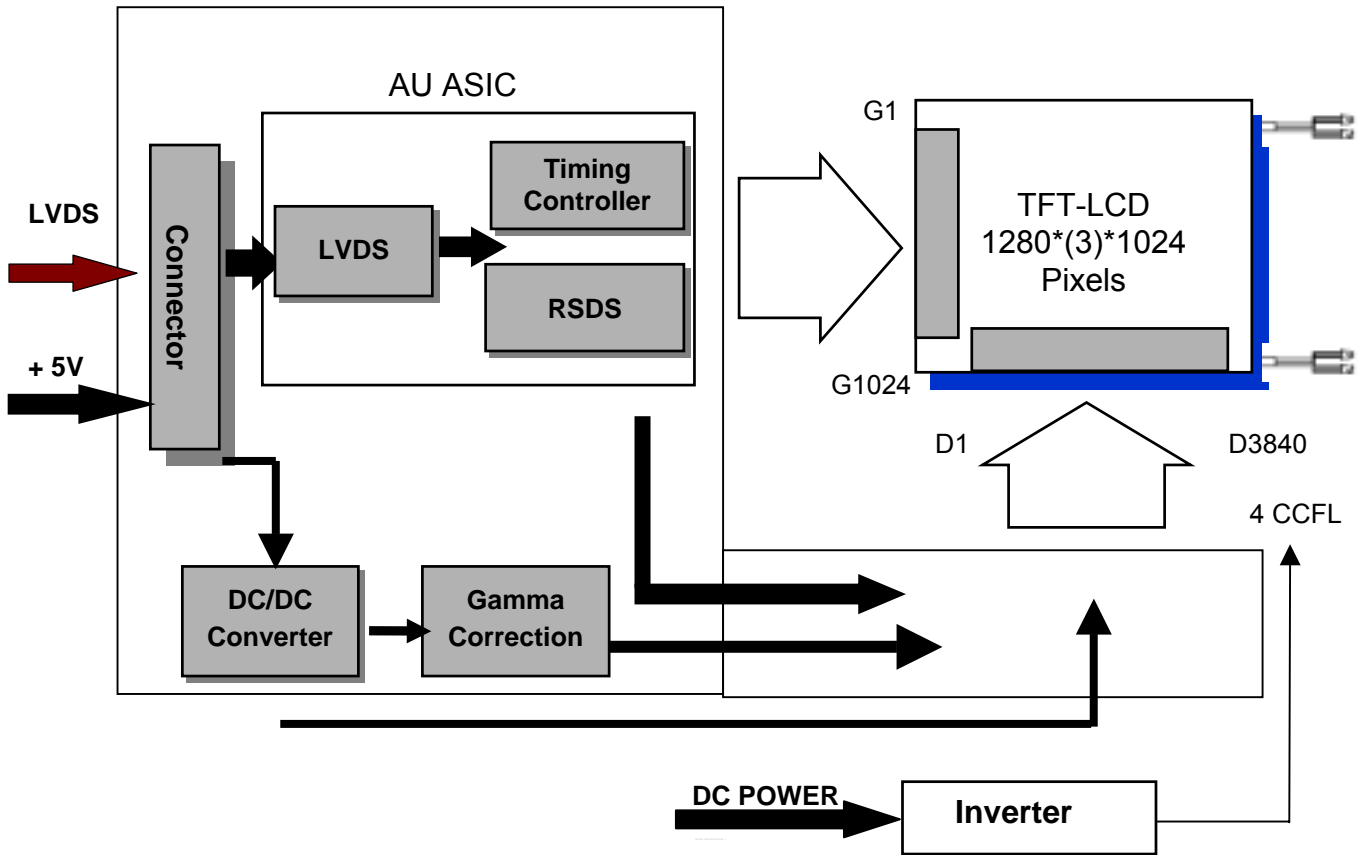 AU ASIC
G1
Timing
Controller
LVDS
Connector
LVDS
TFT-LCD
1280*(3)*1024
Pixels
RSDS
+ 5V
G1024
D1
D3840
4 CCFL
DC/DC
Converter
Gamma
Correction
DC POWER
Inverter